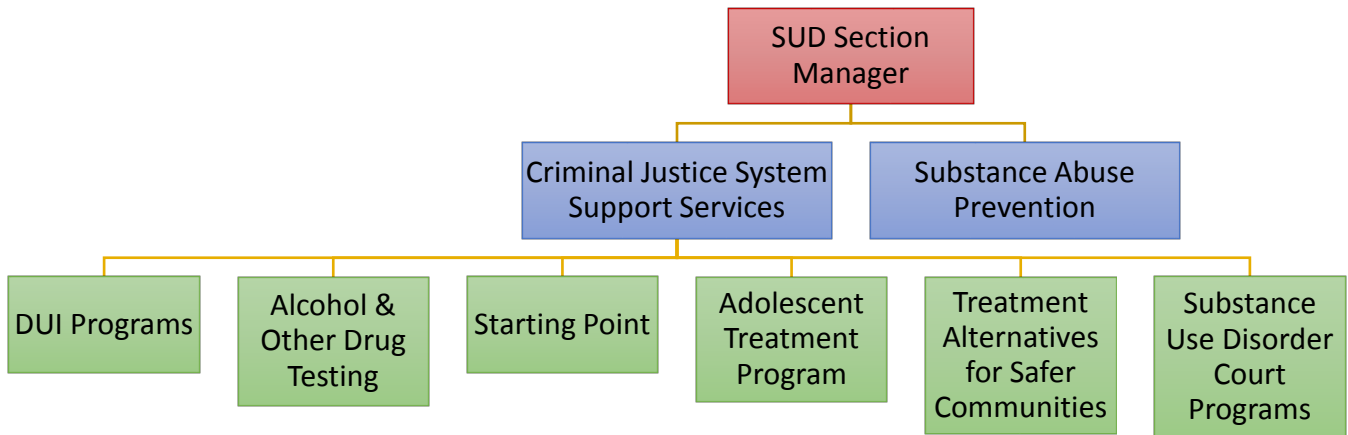 SUD Section
Manager
Criminal Justice System
Support Services
Substance Abuse
Prevention
DUI Programs
Alcohol &
Other Drug
Testing
Starting Point
Adolescent
Treatment
Program
Treatment
Alternatives
for Safer
Communities
Substance
Use Disorder
Court
Programs